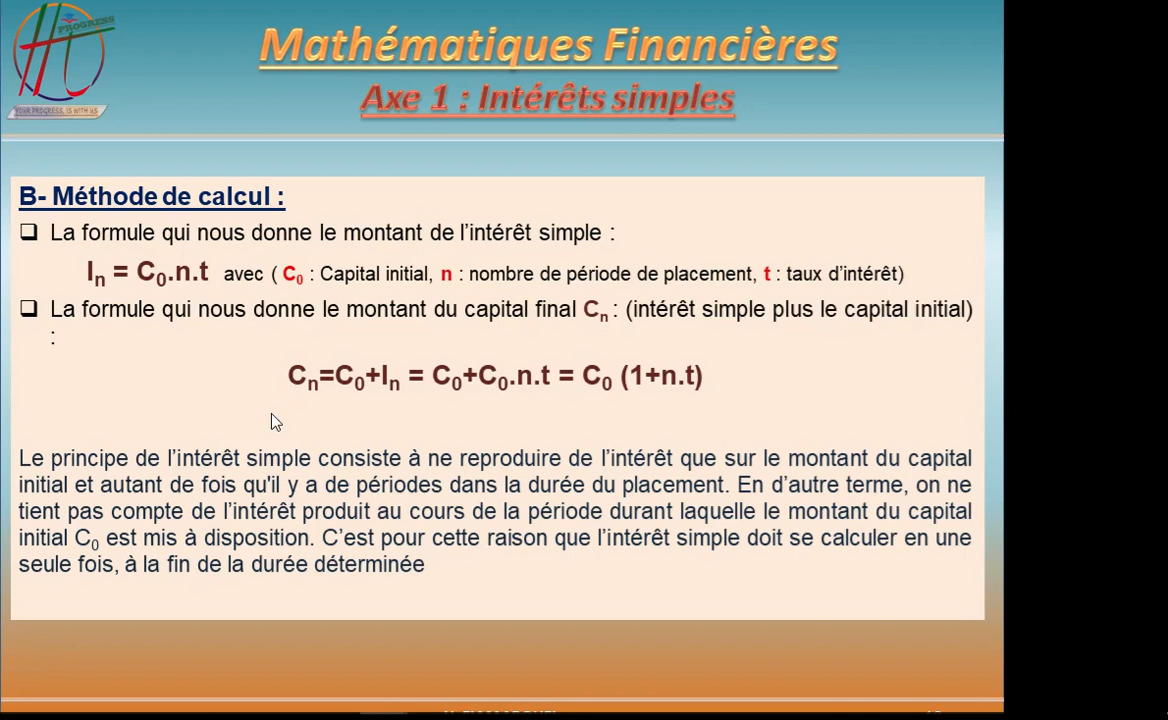 PROGRESS
YOUR PROGRESS, IS WITH US
Mathématiques Financières
Axe 1 : Intérêts simples
B- Méthode de calcul :
❑ La formule qui nous donne le montant de l’intérêt simple :
Iₙ = C₀.n.t avec ( C₀ : Capital initial, n : nombre de période de placement, t : taux d’intérêt)
❑ La formule qui nous donne le montant du capital final Cₙ : (intérêt simple plus le capital initial)
:
Cₙ=C₀+Iₙ = C₀+C₀.n.t = C₀ (1+n.t)
Le principe de l’intérêt simple consiste à ne reproduire de l’intérêt que sur le montant du capital
initial et autant de fois qu'il y a de périodes dans la durée du placement. En d’autre terme, on ne
tient pas compte de l’intérêt produit au cours de la période durant laquelle le montant du capital
initial C₀ est mis à disposition. C’est pour cette raison que l’intérêt simple doit se calculer en une
seule fois, à la fin de la durée déterminée